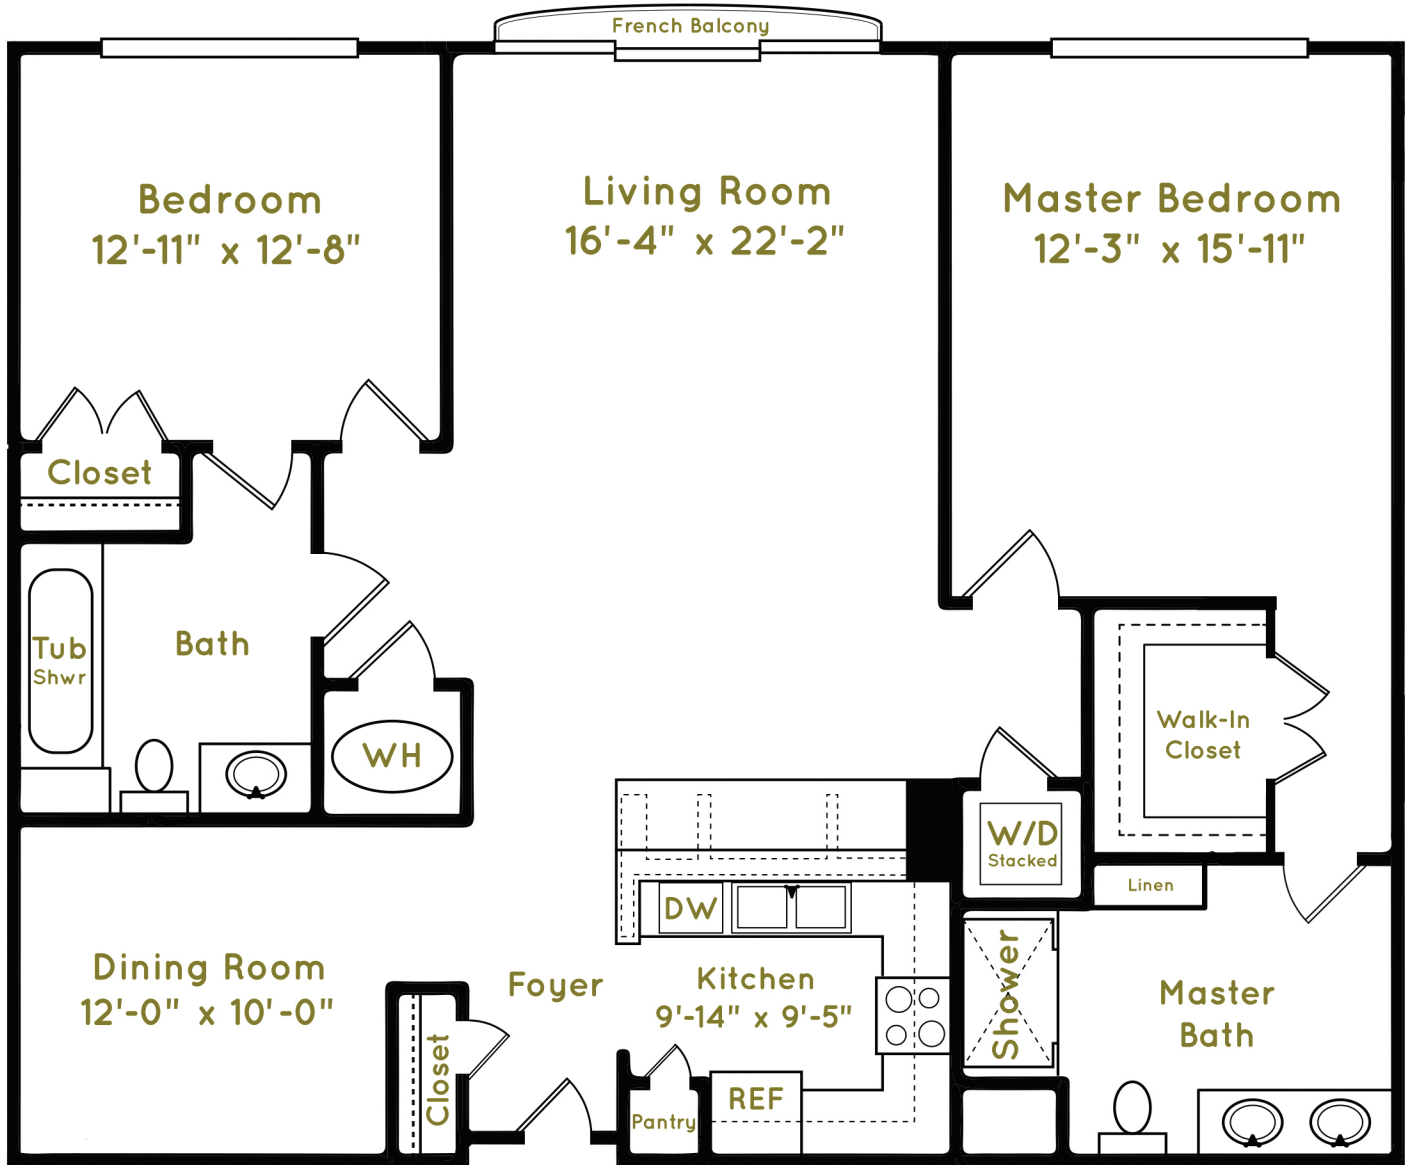 French Balcony
Bedroom
12'-11" x 12'-8"
Living Room
16'-4" x 22'-2"
Master Bedroom
12'-3" x 15'-11"
Closet
Tub
Shwr
Bath
WH
Walk-In
Closet
W/D
Stacked
Linen
DW
Dining Room
12'-0" x 10'-0"
Foyer
Kitchen
9'-14" x 9'-5"
Shower
Master
Bath
Closet
Pantry
REF